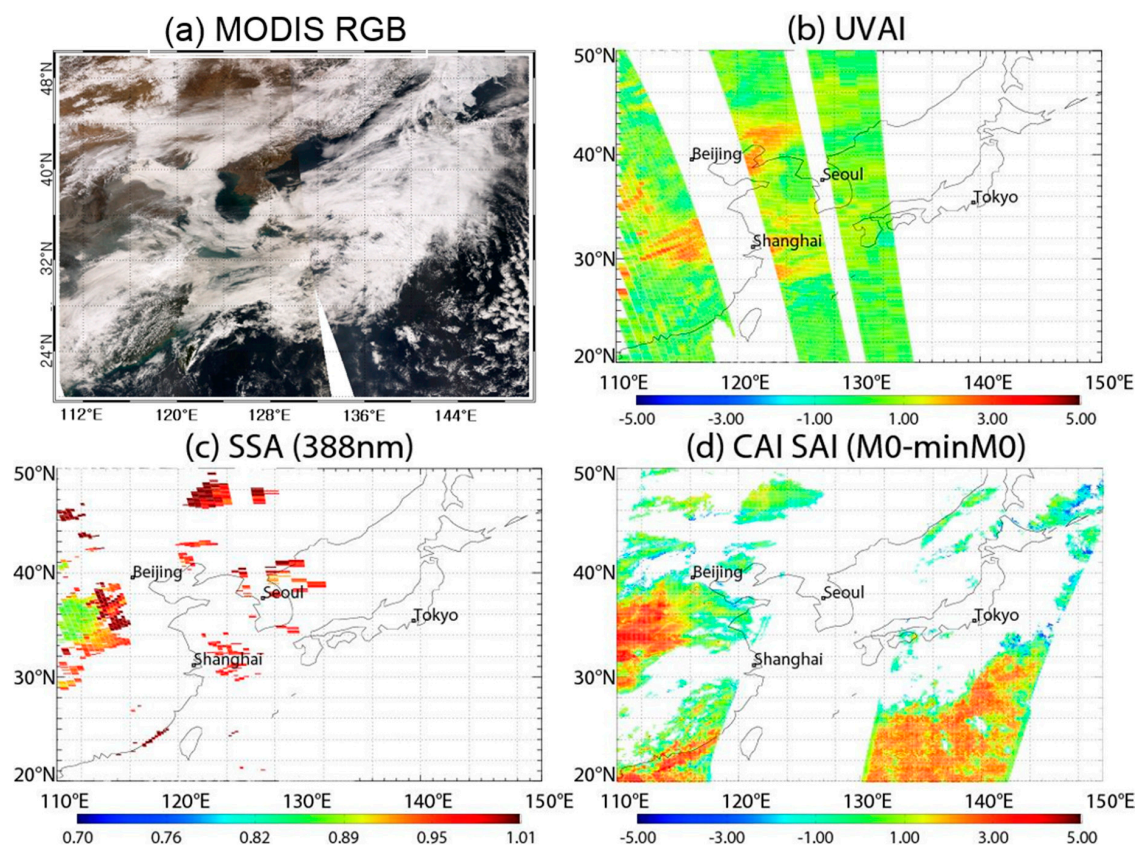 (a) MODIS RGB
48°N
40°N
32°N
24°N
112°E 120°E 128°E 136°E 144°E
(b) UVAI
50°N
40°N
30°N
20°N
Beijing
Seoul
Tokyo
Shanghai
110°E 120°E 130°E 140°E 150°E
-5.00 -3.00 -1.00 1.00 3.00 5.00
(c) SSA (388nm)
50°N
40°N
30°N
20°N
Beijing
Seoul
Tokyo
Shanghai
110°E 120°E 130°E 140°E 150°E
0.70 0.76 0.82 0.89 0.95 1.01
(d) CAI SAI (M0-minM0)
50°N
40°N
30°N
20°N
Beijing
Seoul
Tokyo
Shanghai
110°E 120°E 130°E 140°E 150°E
-5.00 -3.00 -1.00 1.00 3.00 5.00